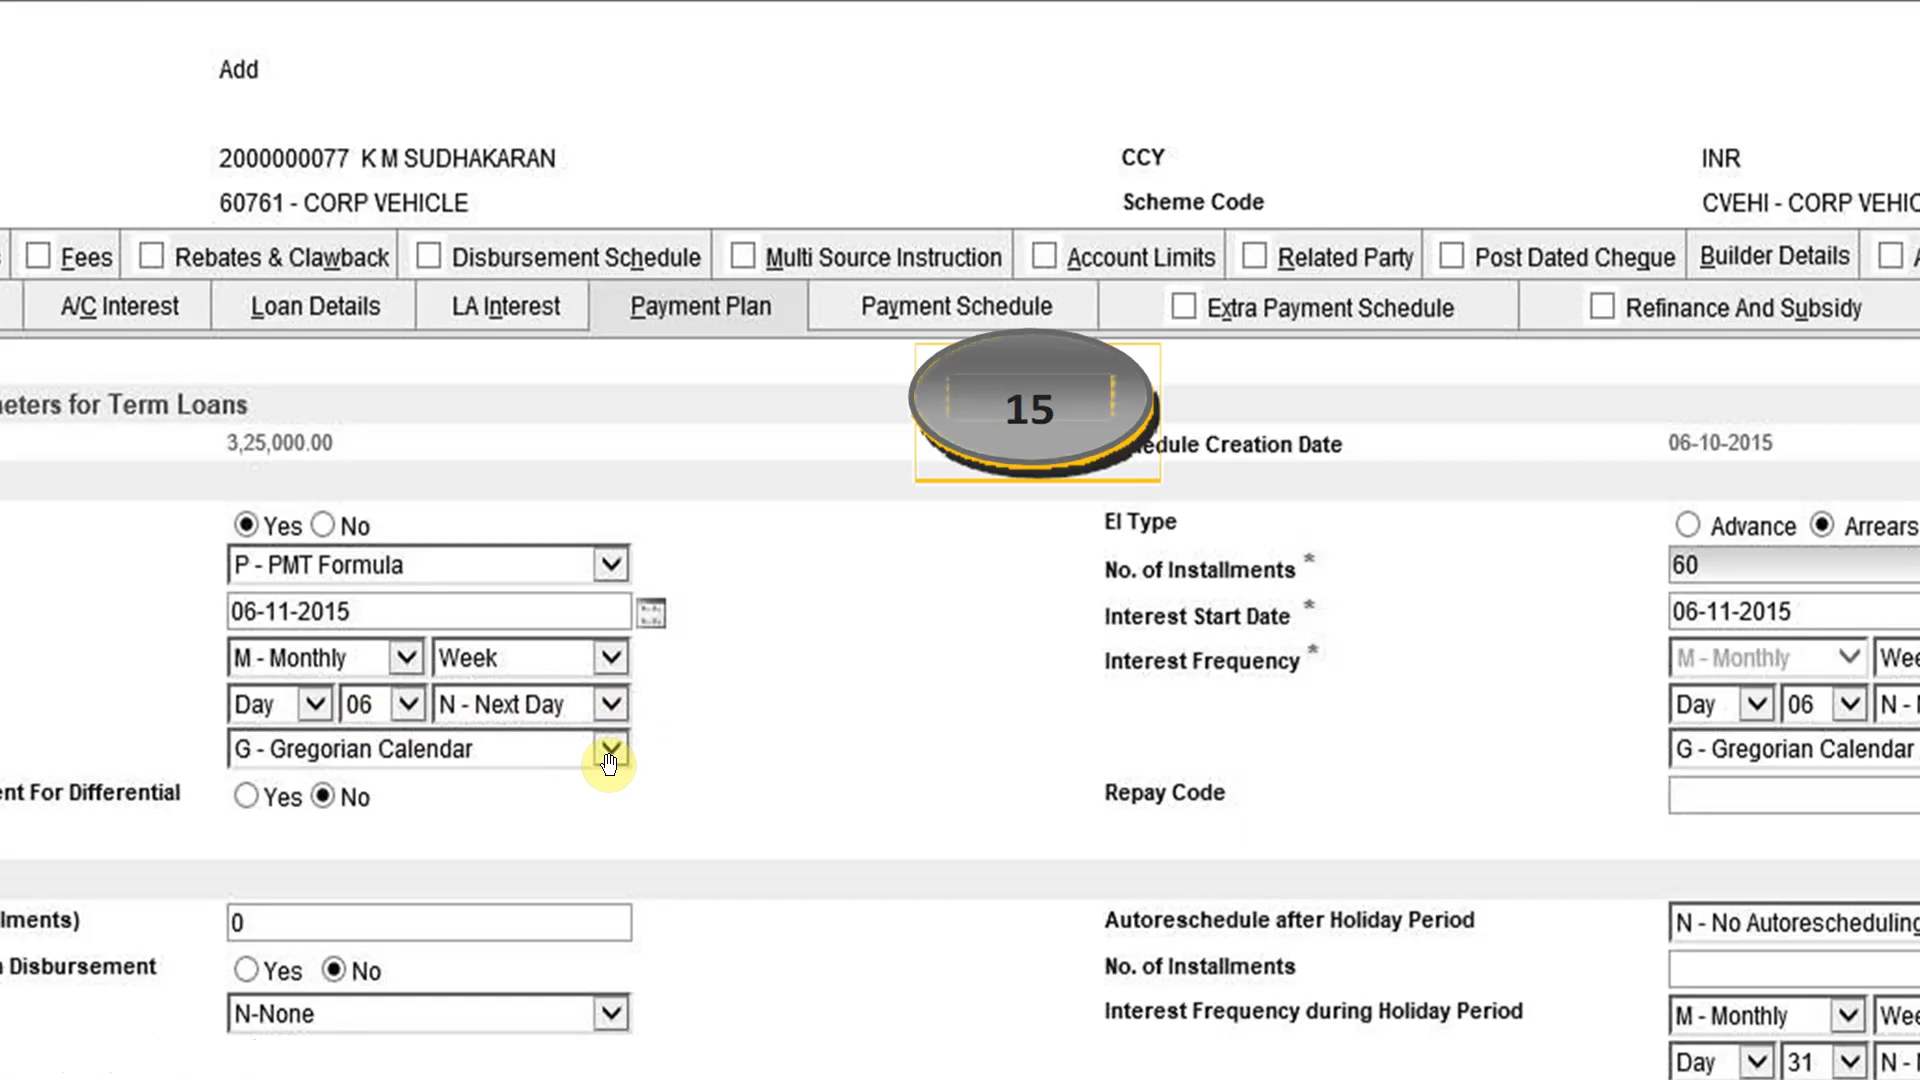 Add
2000000077 K M SUDHAKARAN CCY INR
60761 - CORP VEHICLE Scheme Code CVEHI - CORP VEHIC
Fees Rebates & Clawback Disbursement Schedule Multi Source Instruction Account Limits Related Party Post Dated Cheque Builder Details A
A/C Interest Loan Details LA Interest Payment Plan Payment Schedule Extra Payment Schedule Refinance And Subsidy
eters for Term Loans 15
3,25,000.00 edule Creation Date 06-10-2015
Yes No EI Type Advance Arrears
P - PMT Formula No. of Installments * 60
06-11-2015 Interest Start Date * 06-11-2015
M - Monthly Week Interest Frequency * M - Monthly Wee
Day 06 N - Next Day Day 06 N -
G - Gregorian Calendar G - Gregorian Calendar
ent For Differential Yes No Repay Code
lments) 0 Autoreschedule after Holiday Period N - No Autorescheduling
Disbursement Yes No No. of Installments
N-None Interest Frequency during Holiday Period M - Monthly Wee
Day 31 N -